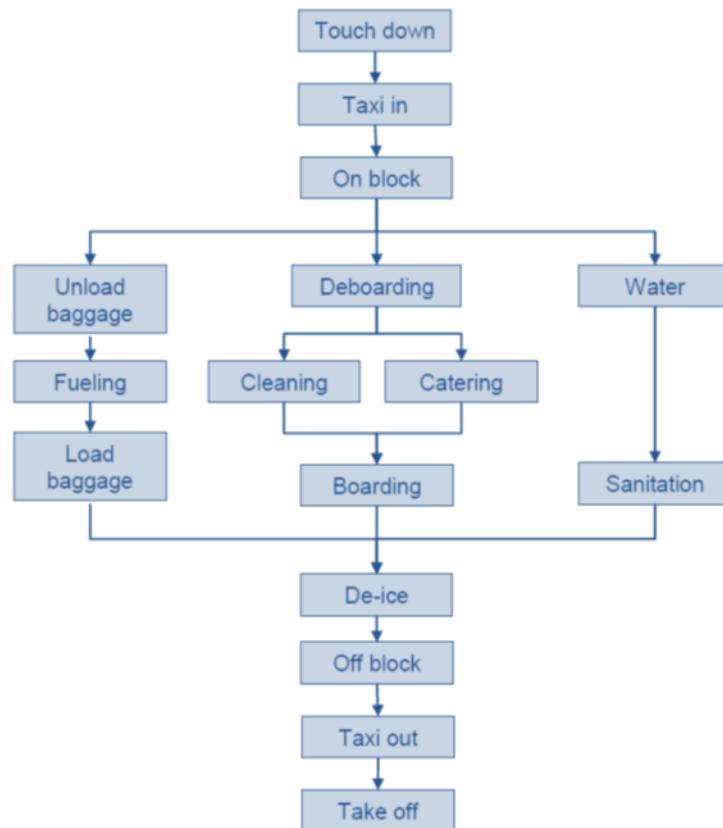 Touch down
Taxi in
On block
Unload
baggage
Deboarding
Water
Fueling
Cleaning
Catering
Load
baggage
Boarding
Sanitation
De-ice
Off block
Taxi out
Take off